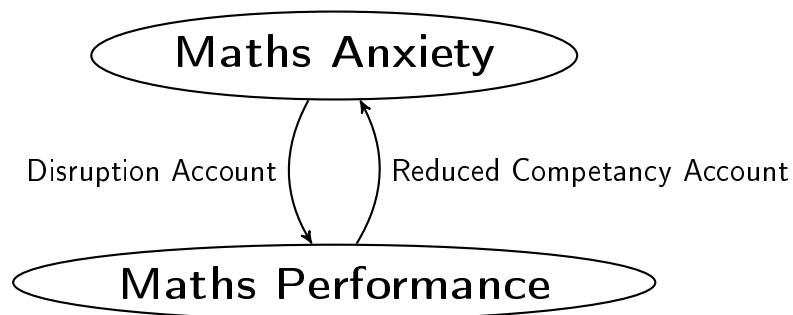 Maths Anxiety
Disruption Account
Reduced Competancy Account
Maths Performance